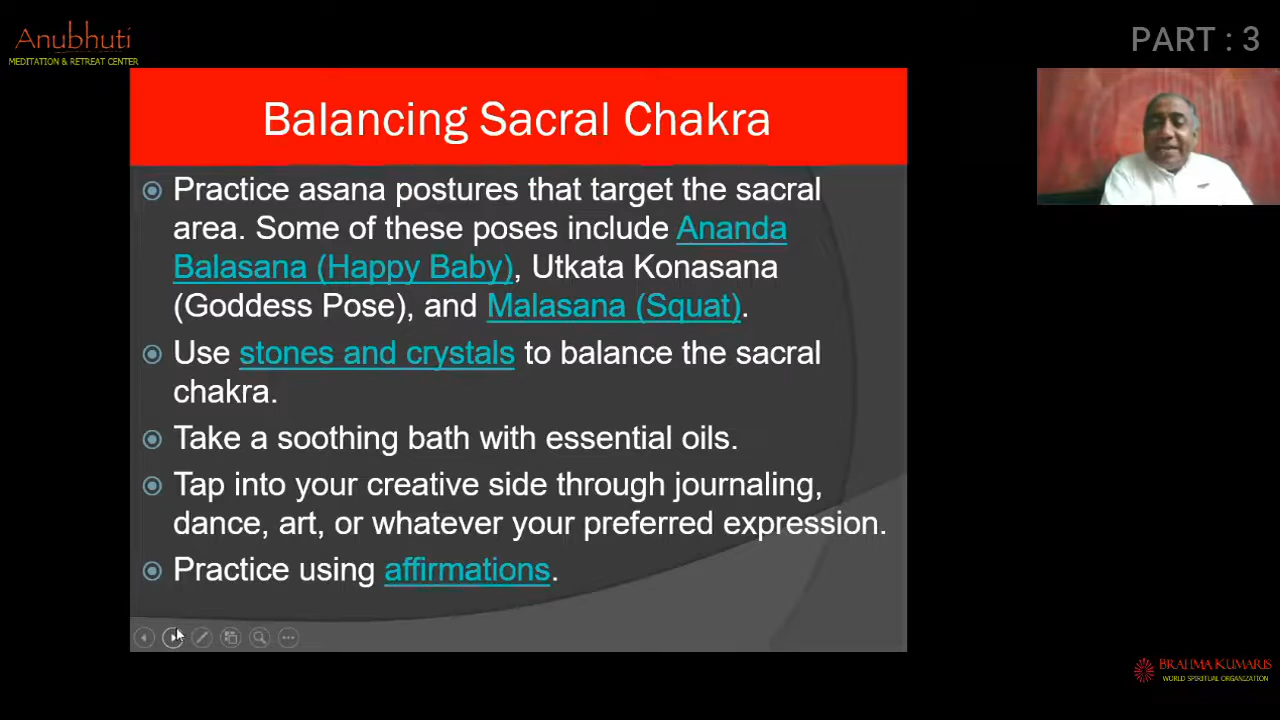 Anubhuti
MEDITATION & RETREAT CENTER
PART : 3
Balancing Sacral Chakra
Practice asana postures that target the sacral
area. Some of these poses include Ananda
Balasana (Happy Baby), Utkata Konasana
(Goddess Pose), and Malasana (Squat).
Use stones and crystals to balance the sacral
chakra.
Take a soothing bath with essential oils.
Tap into your creative side through journaling,
dance, art, or whatever your preferred expression.
Practice using affirmations.
BRAHMA KUMARIS
WORLD SPIRITUAL ORGANIZATION